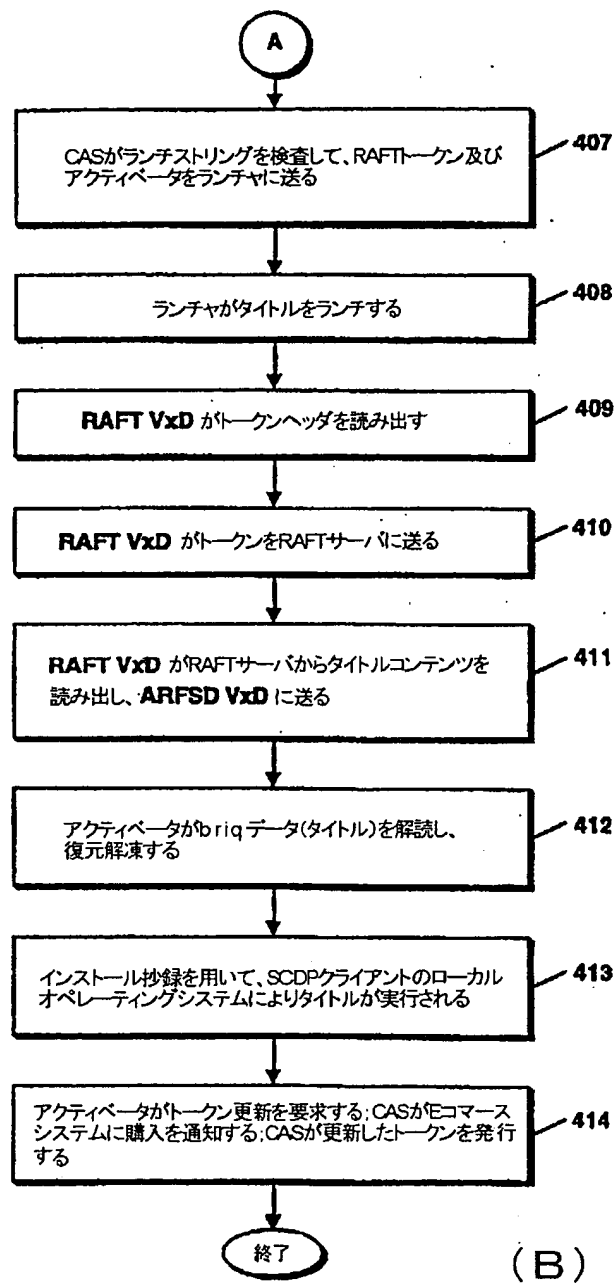 A
CASがランチストリングを検査して、RAFTトークン及び
アクティベータをランチャに送る
407
ランチャがタイトルをランチする
408
RAFT VxD がトークンヘッダを読み出す
409
RAFT VxD がトークンをRAFTサーバに送る
410
RAFT VxD がRAFTサーバからタイトルコンテンツを
読み出し、ARFSD VxD に送る
411
アクティベータがbriqデータ(タイトル)を解読し、
復元解凍する
412
インストール抄録を用いて、SCDPクライアントのローカル
オペレーティングシステムによりタイトルが実行される
413
アクティベータがトークン更新を要求する;CASがEコマース
システムに購入を通知する;CASが更新したトークンを発行
する
414
終了
(B)